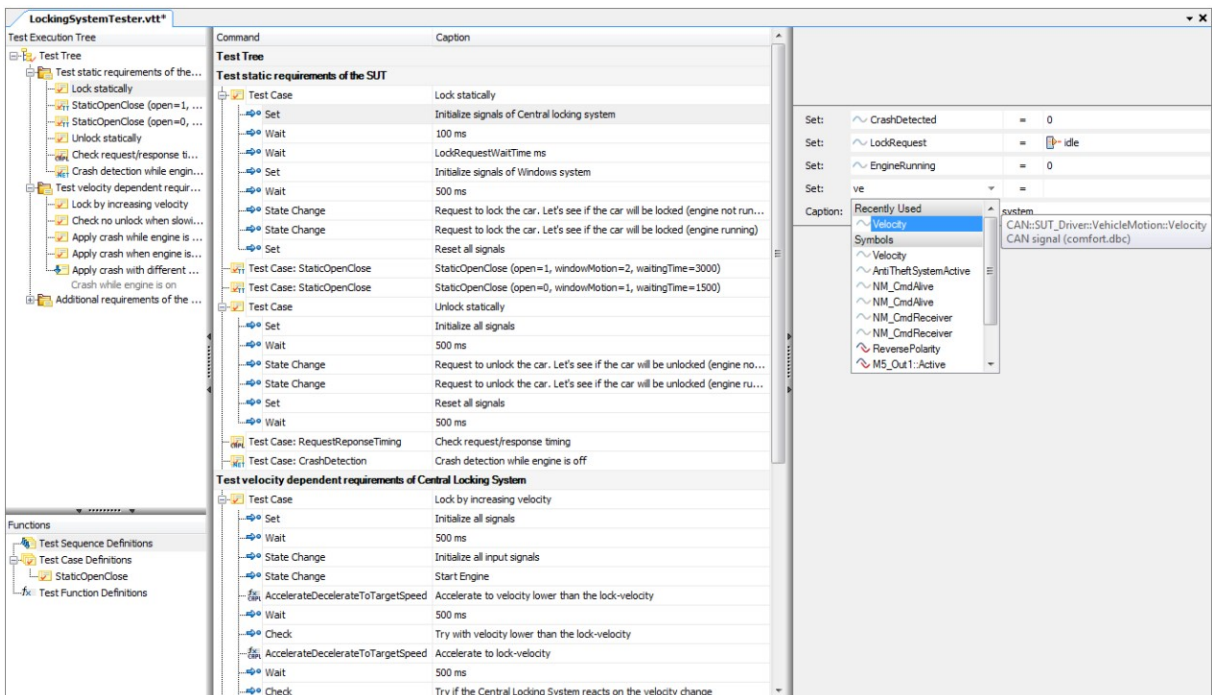 LockingSystemTester.vtt*
Test Execution Tree
Test Tree
Test static requirements of the...
Lock statically
StaticOpenClose (open=1, ...
StaticOpenClose (open=0, ...
Unlock statically
Check request/response ti...
Crash detection while engin...
Test velocity dependent requir...
Lock by increasing velocity
Check no unlock when slowi...
Apply crash while engine is ...
Apply crash when engine is...
Apply crash with different ...
Crash while engine is on
Additional requirements of the ...
Functions
Test Sequence Definitions
Test Case Definitions
StaticOpenClose
Test Function Definitions
Command Caption
Test Tree
Test static requirements of the SUT
Test Case Lock statically
Set Initialize signals of Central locking system
Wait 100 ms
Wait LockRequestWaitTime ms
Set Initialize signals of Windows system
Wait 500 ms
State Change Request to lock the car. Let's see if the car will be locked (engine not run...
State Change Request to lock the car. Let's see if the car will be locked (engine running)
Set Reset all signals
Test Case: StaticOpenClose StaticOpenClose (open=1, windowMotion=2, waitingTime=3000)
Test Case: StaticOpenClose StaticOpenClose (open=0, windowMotion=1, waitingTime=1500)
Test Case Unlock statically
Set Initialize all signals
Wait 500 ms
State Change Request to unlock the car. Let's see if the car will be unlocked (engine no...
State Change Request to unlock the car. Let's see if the car will be unlocked (engine ru...
Set Reset all signals
Wait 500 ms
Test Case: RequestReponseTiming Check request/response timing
Test Case: CrashDetection Crash detection while engine is off
Test velocity dependent requirements of Central Locking System
Test Case Lock by increasing velocity
Set Initialize all signals
Wait 500 ms
State Change Initialize all input signals
State Change Start Engine
AccelerateDecelerateToTargetSpeed Accelerate to velocity lower than the lock-velocity
Wait 500 ms
Check Try with velocity lower than the lock-velocity
AccelerateDecelerateToTargetSpeed Accelerate to lock-velocity
Wait 500 ms
Check Try if the Central Locking System reacts on the velocity change
Set: CrashDetected = 0
Set: LockRequest = idle
Set: EngineRunning = 0
Set: ve =
Caption: system
Recently Used
Velocity
Symbols
Velocity
AntiTheftSystemActive
NM_CmdAlive
NM_CmdAlive
NM_CmdReceiver
NM_CmdReceiver
ReversePolarity
M5_Out1::Active
CAN::SUT_Driver::VehicleMotion::Velocity
CAN signal (comfort.dbc)